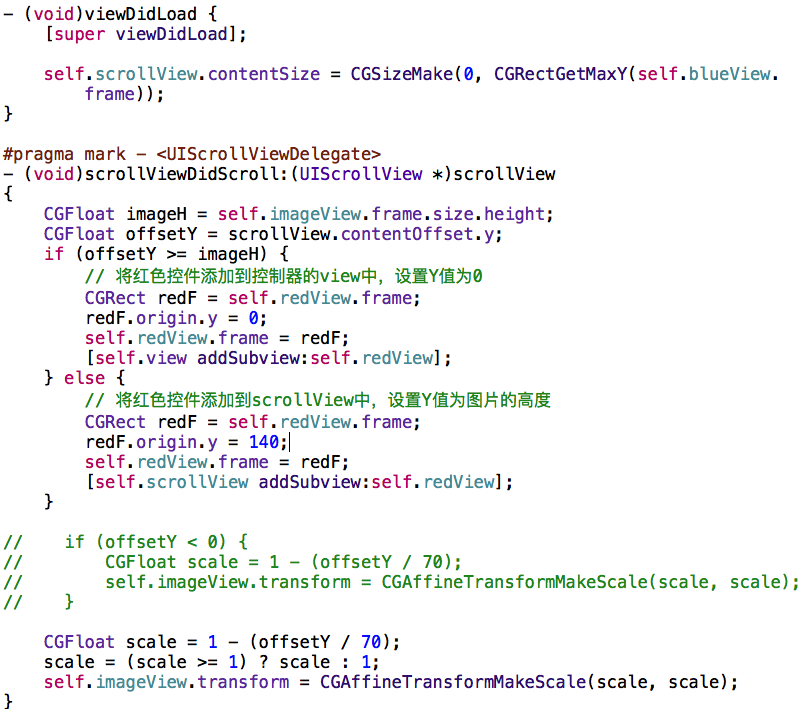 - (void)viewDidLoad {
    [super viewDidLoad];

    self.scrollView.contentSize = CGSizeMake(0, CGRectGetMaxY(self.blueView.
        frame));
}

#pragma mark - <UIScrollViewDelegate>
- (void)scrollViewDidScroll:(UIScrollView *)scrollView
{
    CGFloat imageH = self.imageView.frame.size.height;
    CGFloat offsetY = scrollView.contentOffset.y;
    if (offsetY >= imageH) {
        // 将红色控件添加到控制器的view中，设置Y值为0
        CGRect redF = self.redView.frame;
        redF.origin.y = 0;
        self.redView.frame = redF;
        [self.view addSubview:self.redView];
    } else {
        // 将红色控件添加到scrollView中，设置Y值为图片的高度
        CGRect redF = self.redView.frame;
        redF.origin.y = 140;
        self.redView.frame = redF;
        [self.scrollView addSubview:self.redView];
    }

//    if (offsetY < 0) {
//        CGFloat scale = 1 - (offsetY / 70);
//        self.imageView.transform = CGAffineTransformMakeScale(scale, scale);
//    }

    CGFloat scale = 1 - (offsetY / 70);
    scale = (scale >= 1) ? scale : 1;
    self.imageView.transform = CGAffineTransformMakeScale(scale, scale);
}